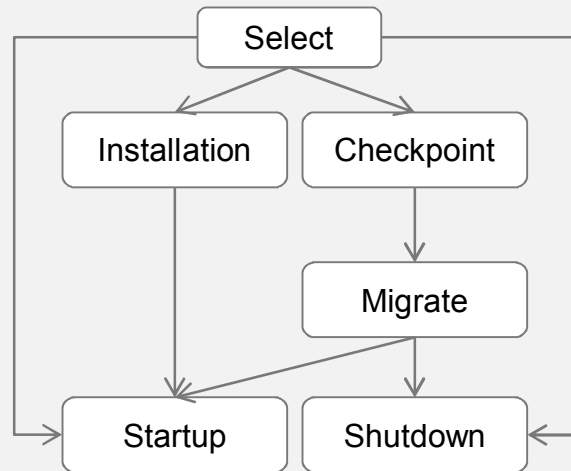 Select
Installation
Checkpoint
Migrate
Startup
Shutdown